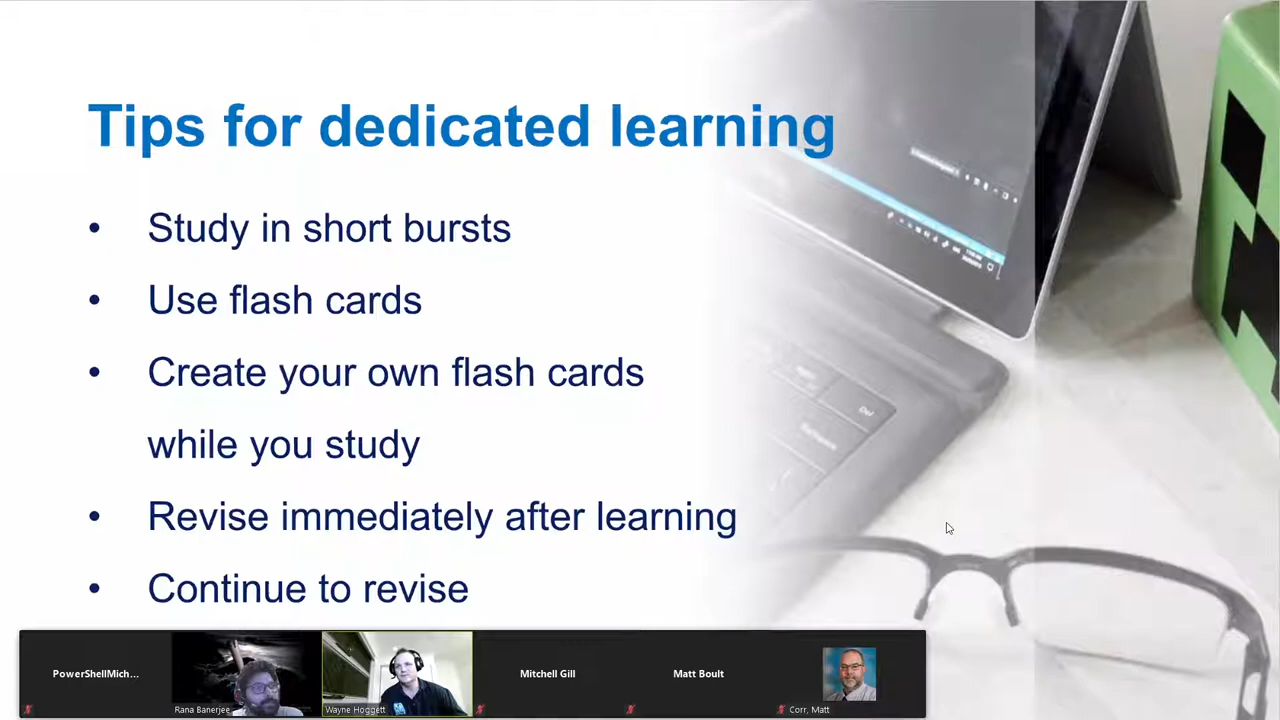 Tips for dedicated learning
• Study in short bursts
• Use flash cards
• Create your own flash cards
while you study
• Revise immediately after learning
• Continue to revise
PowerShellMich...
Rana Banerjee
Wayne Hoggett
Mitchell Gill
Matt Boult
Corr, Matt